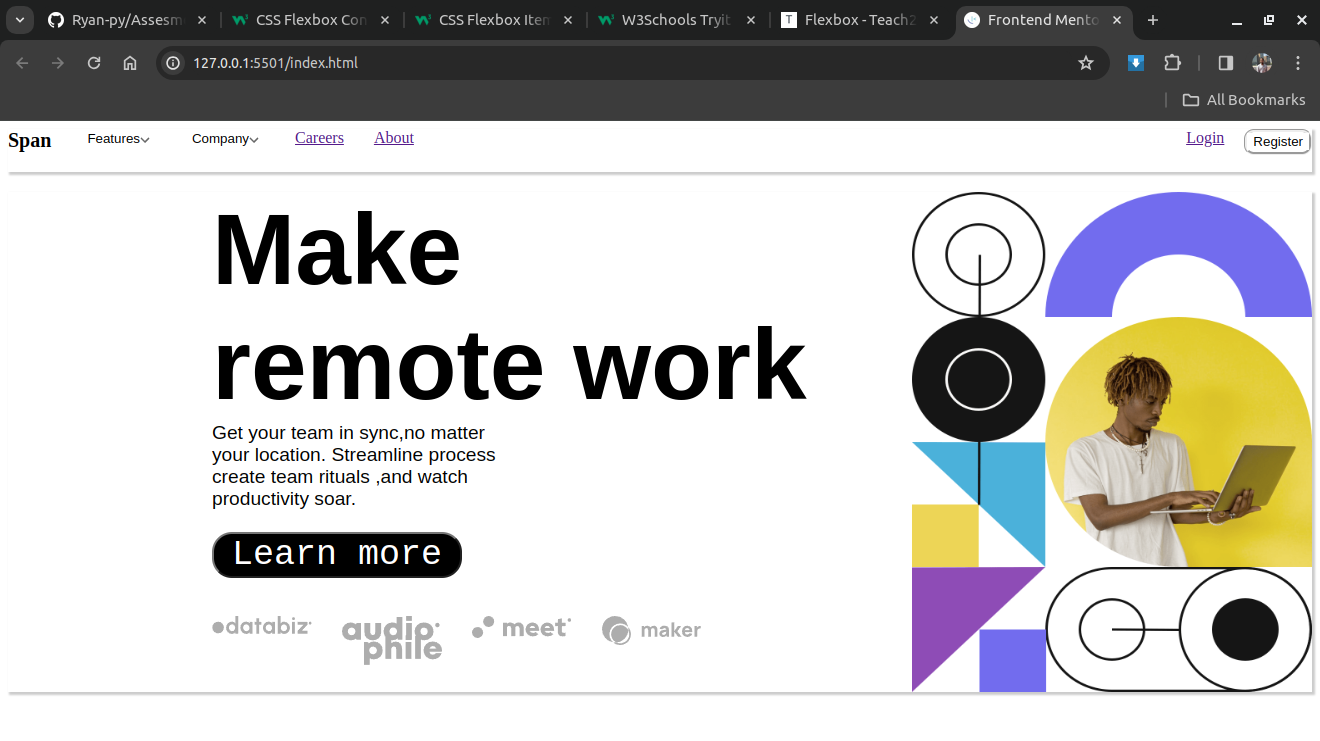 Ryan-py/Assesm
CSS Flexbox Con
CSS Flexbox Iten
W3Schools Tryit
T
Flexbox - Teach2
Frontend Mento
127.0.0.1:5501/index.html
All Bookmarks
Span
Features
Company
Careers
About
Login
Register
Make
remote work
Get your team in sync,no matter
your location. Streamline process
create team rituals ,and watch
productivity soar.
Learn more
databiz
audio
phile
meet
maker